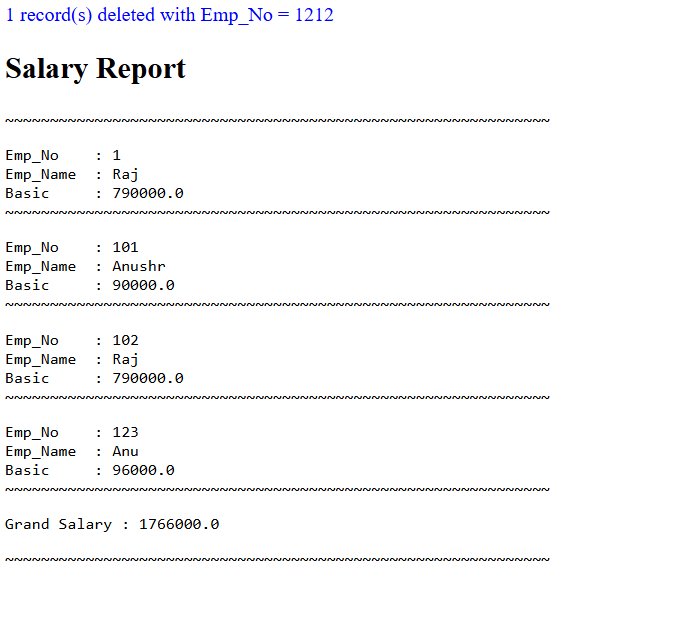 1 record(s) deleted with Emp_No = 1212
Salary Report
~~~~~~~~~~~~~~~~~~~~~~~~~~~~~~~~~~~~~~~~~~~~~~~~~~~~~~~~~~~~~
Emp_No    : 1
Emp_Name  : Raj
Basic     : 790000.0
~~~~~~~~~~~~~~~~~~~~~~~~~~~~~~~~~~~~~~~~~~~~~~~~~~~~~~~~~~~~~
Emp_No    : 101
Emp_Name  : Anushr
Basic     : 90000.0
~~~~~~~~~~~~~~~~~~~~~~~~~~~~~~~~~~~~~~~~~~~~~~~~~~~~~~~~~~~~~
Emp_No    : 102
Emp_Name  : Raj
Basic     : 790000.0
~~~~~~~~~~~~~~~~~~~~~~~~~~~~~~~~~~~~~~~~~~~~~~~~~~~~~~~~~~~~~
Emp_No    : 123
Emp_Name  : Anu
Basic     : 96000.0
~~~~~~~~~~~~~~~~~~~~~~~~~~~~~~~~~~~~~~~~~~~~~~~~~~~~~~~~~~~~~
Grand Salary : 1766000.0
~~~~~~~~~~~~~~~~~~~~~~~~~~~~~~~~~~~~~~~~~~~~~~~~~~~~~~~~~~~~~